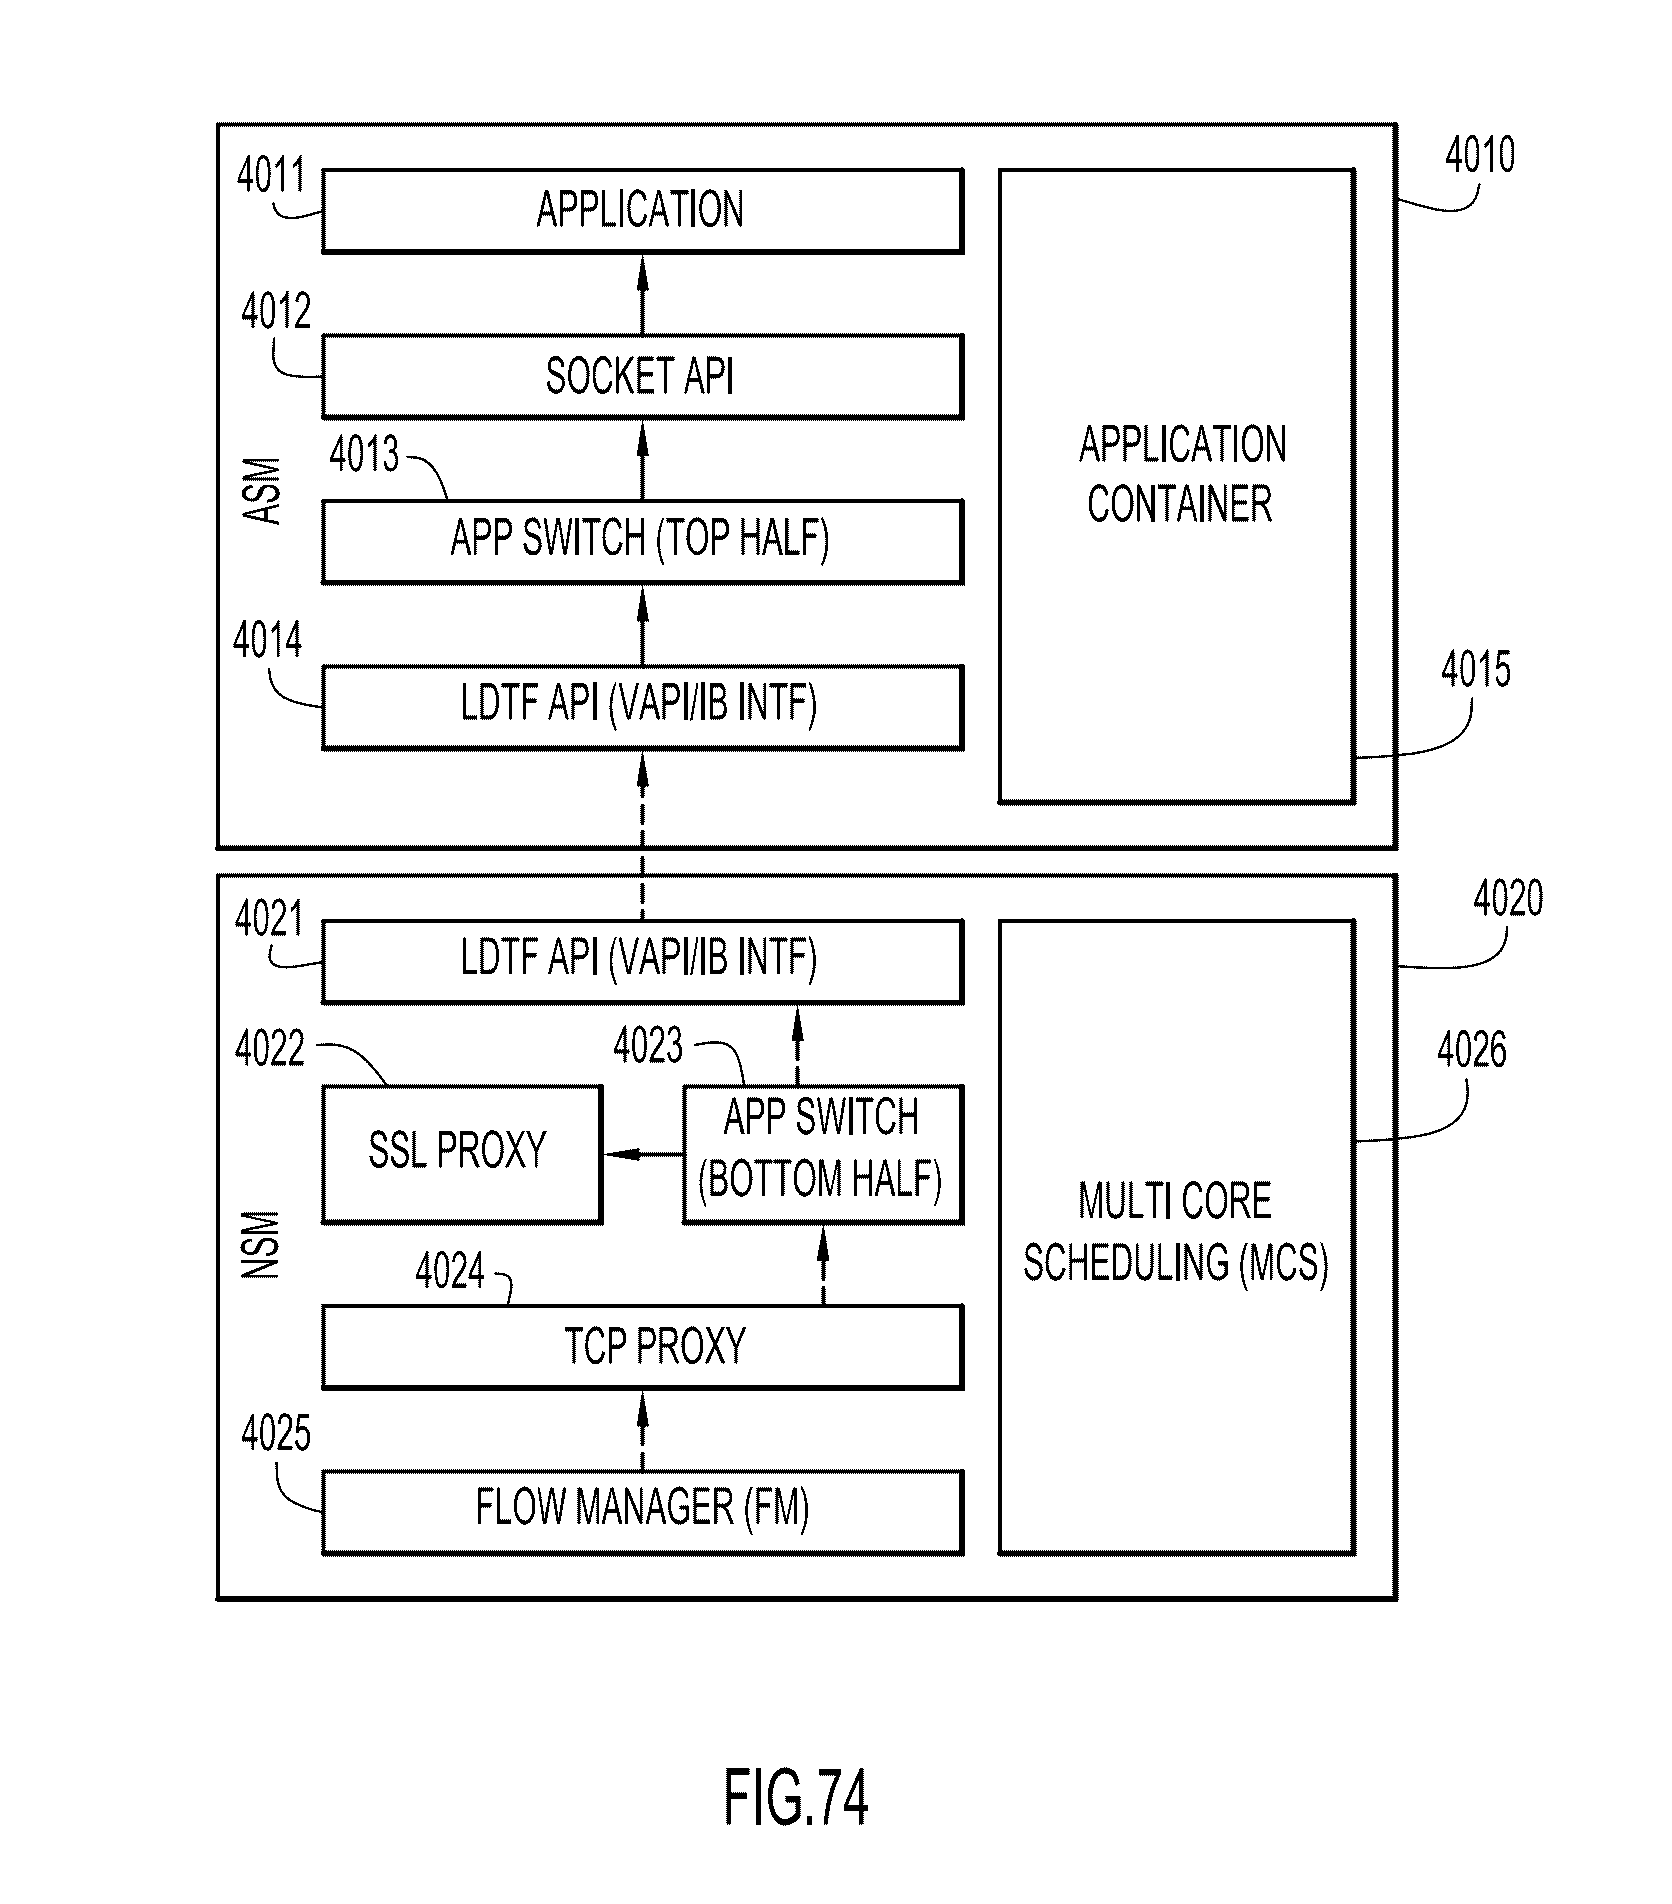 4010
4011
APPLICATION
4012
SOCKET API
ASM
4013
APP SWITCH (TOP HALF)
4014
LDTF API (VAPI/IB INTF)
APPLICATION
CONTAINER
4015
4020
4021
LDTF API (VAPI/IB INTF)
4022
SSL PROXY
4023
APP SWITCH
(BOTTOM HALF)
NSM
4024
TCP PROXY
4025
FLOW MANAGER (FM)
4026
MULTI CORE
SCHEDULING (MCS)
FIG.74